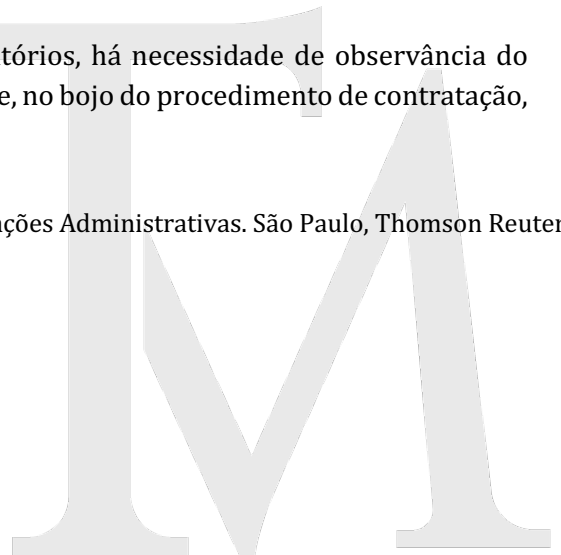 tórios, há necessidade de observância do
e, no bojo do procedimento de contratação,
ções Administrativas. São Paulo, Thomson Reuter